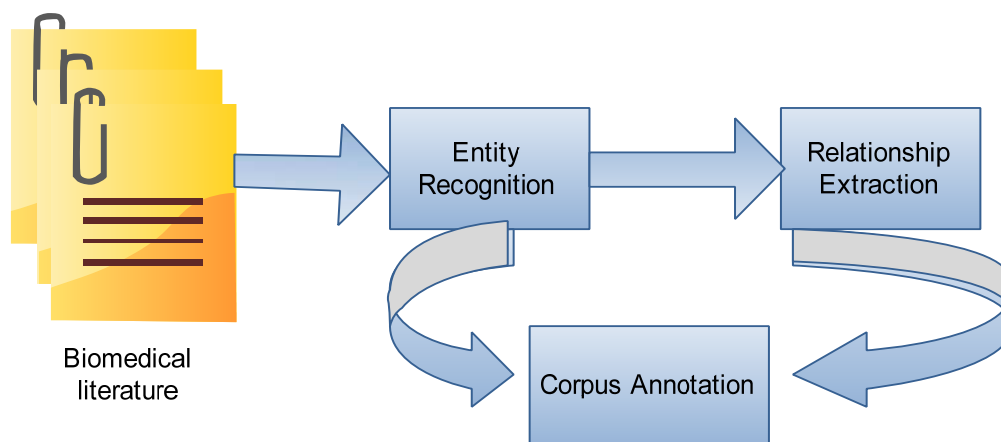 Entity
Recognition
Relationship
Extraction
Biomedical
literature
Corpus Annotation